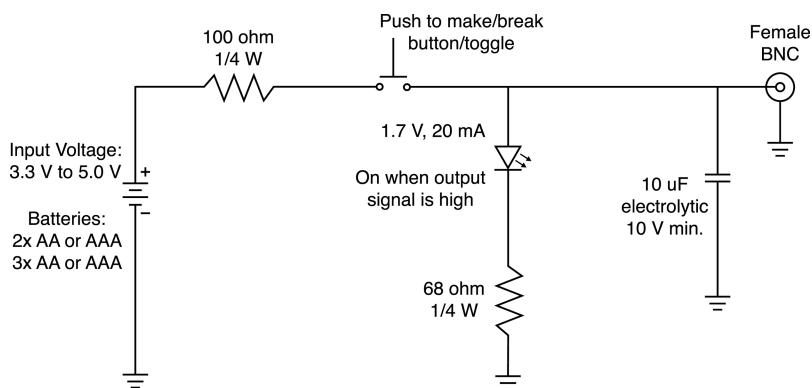 Push to make/break
button/toggle
100 ohm
1/4 W
Female
BNC
1.7 V, 20 mA
On when output
signal is high
Input Voltage:
3.3 V to 5.0 V
+
−
Batteries:
2x AA or AAA
3x AA or AAA
10 uF
electrolytic
10 V min.
68 ohm
1/4 W